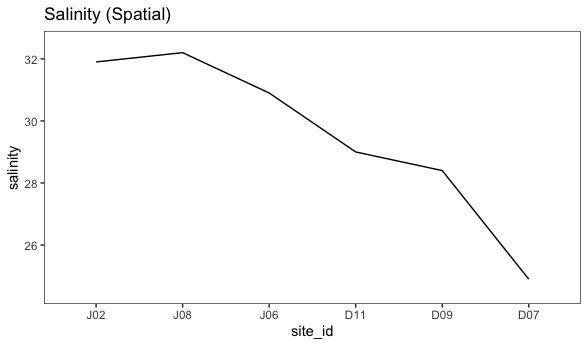 Salinity (Spatial)
32
30
28
26
salinity
J02 J08 J06 D11 D09 D07
site_id